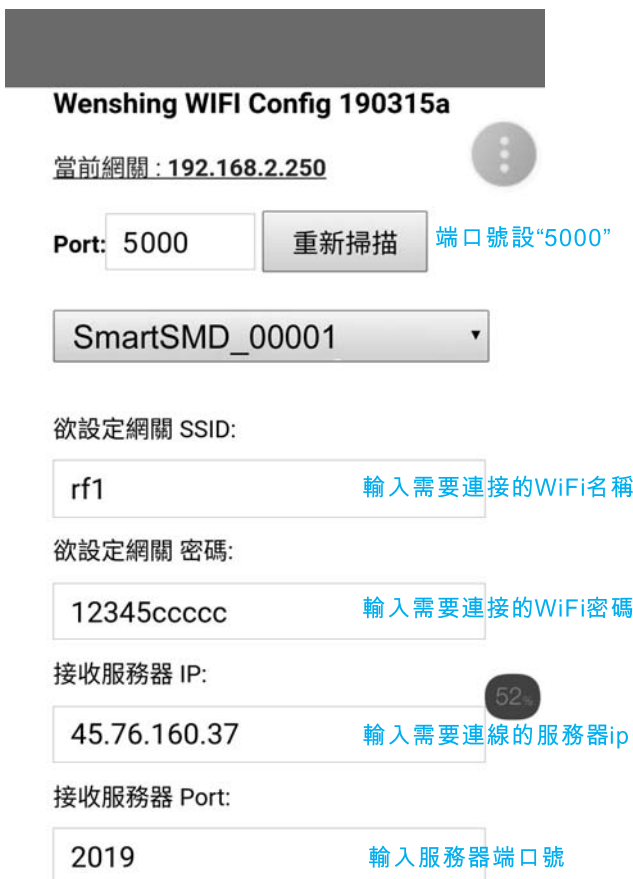 Wenshing WIFI Config 190315a
當前網關 : 192.168.2.250
Port: 5000 重新掃描 端口號設“5000”
SmartSMD_00001
欲設定網關 SSID:
rf1 輸入需要連接的WiFi名稱
欲設定網關 密碼:
12345ccccc 輸入需要連接的WiFi密碼
接收服務器 IP:
52%
45.76.160.37 輸入需要連線的服務器ip
接收服務器 Port:
2019 輸入服務器端口號